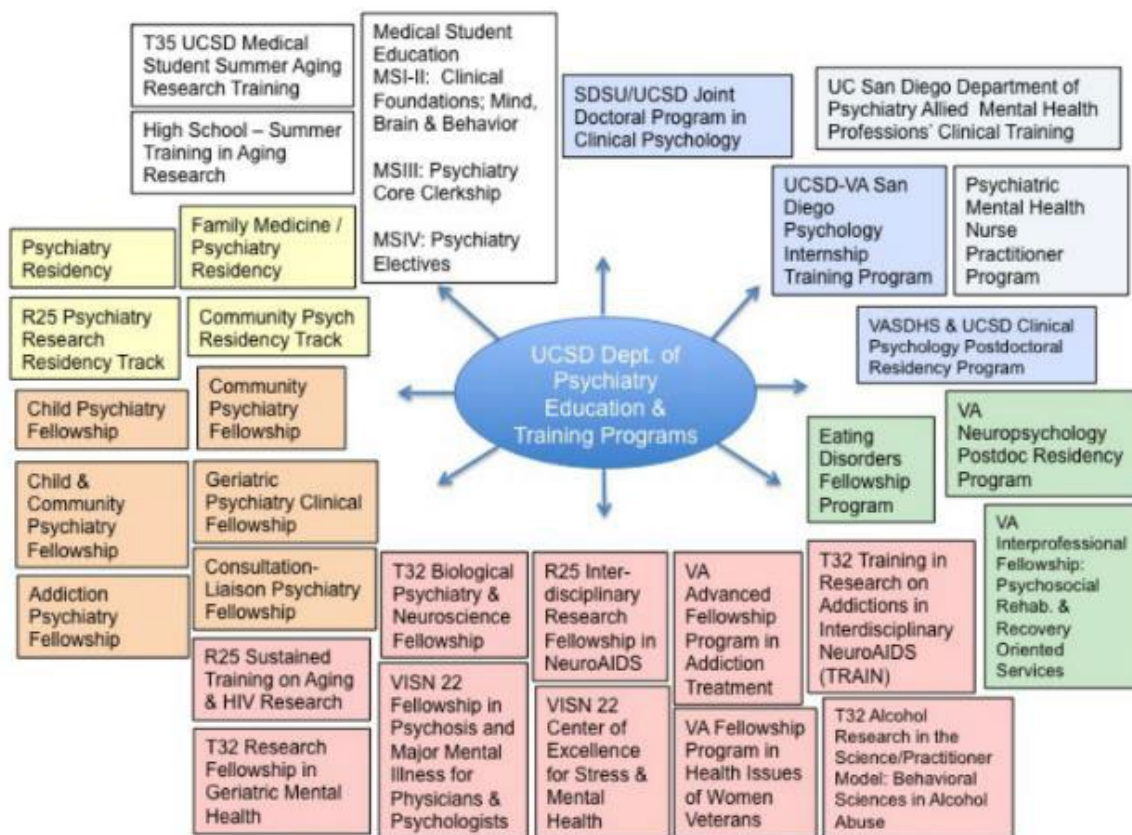 T35 UCSD Medical
Student Summer Aging
Research Training
High School – Summer
Training in Aging
Research
Medical Student
Education
MSI-II: Clinical
Foundations; Mind,
Brain & Behavior
MSIII: Psychiatry
Core Clerkship
MSIV: Psychiatry
Electives
SDSU/UCSD Joint
Doctoral Program in
Clinical Psychology
UC San Diego Department of
Psychiatry Allied Mental Health
Professions' Clinical Training
UCSD-VA San
Diego
Psychology
Internship
Training Program
Psychiatric
Mental Health
Nurse
Practitioner
Program
Psychiatry
Residency
Family Medicine /
Psychiatry
Residency
R25 Psychiatry
Research
Residency Track
Community Psych
Residency Track
VASDHS & UCSD Clinical
Psychology Postdoctoral
Residency Program
UCSD Dept. of
Psychiatry
Education &
Training Programs
Child Psychiatry
Fellowship
Community
Psychiatry
Fellowship
Child &
Community
Psychiatry
Fellowship
Geriatric
Psychiatry Clinical
Fellowship
Addiction
Psychiatry
Fellowship
Consultation-
Liaison Psychiatry
Fellowship
Eating
Disorders
Fellowship
Program
VA
Neuropsychology
Postdoc Residency
Program
VA
Interprofessional
Fellowship:
Psychosocial
Rehab. &
Recovery
Oriented
Services
R25 Sustained
Training on Aging
& HIV Research
T32 Research
Fellowship in
Geriatric Mental
Health
T32 Biological
Psychiatry &
Neuroscience
Fellowship
VISN 22
Fellowship in
Psychosis and
Major Mental
Illness for
Physicians &
Psychologists
R25 Inter-
disciplinary
Research
Fellowship in
NeuroAIDS
VISN 22
Center of
Excellence
for Stress &
Mental
Health
VA
Advanced
Fellowship
Program in
Addiction
Treatment
VA Fellowship
Program in
Health Issues
of Women
Veterans
T32 Training in
Research on
Addictions in
Interdisciplinary
NeuroAIDS
(TRAIN)
T32 Alcohol
Research in the
Science/Practitioner
Model: Behavioral
Sciences in Alcohol
Abuse